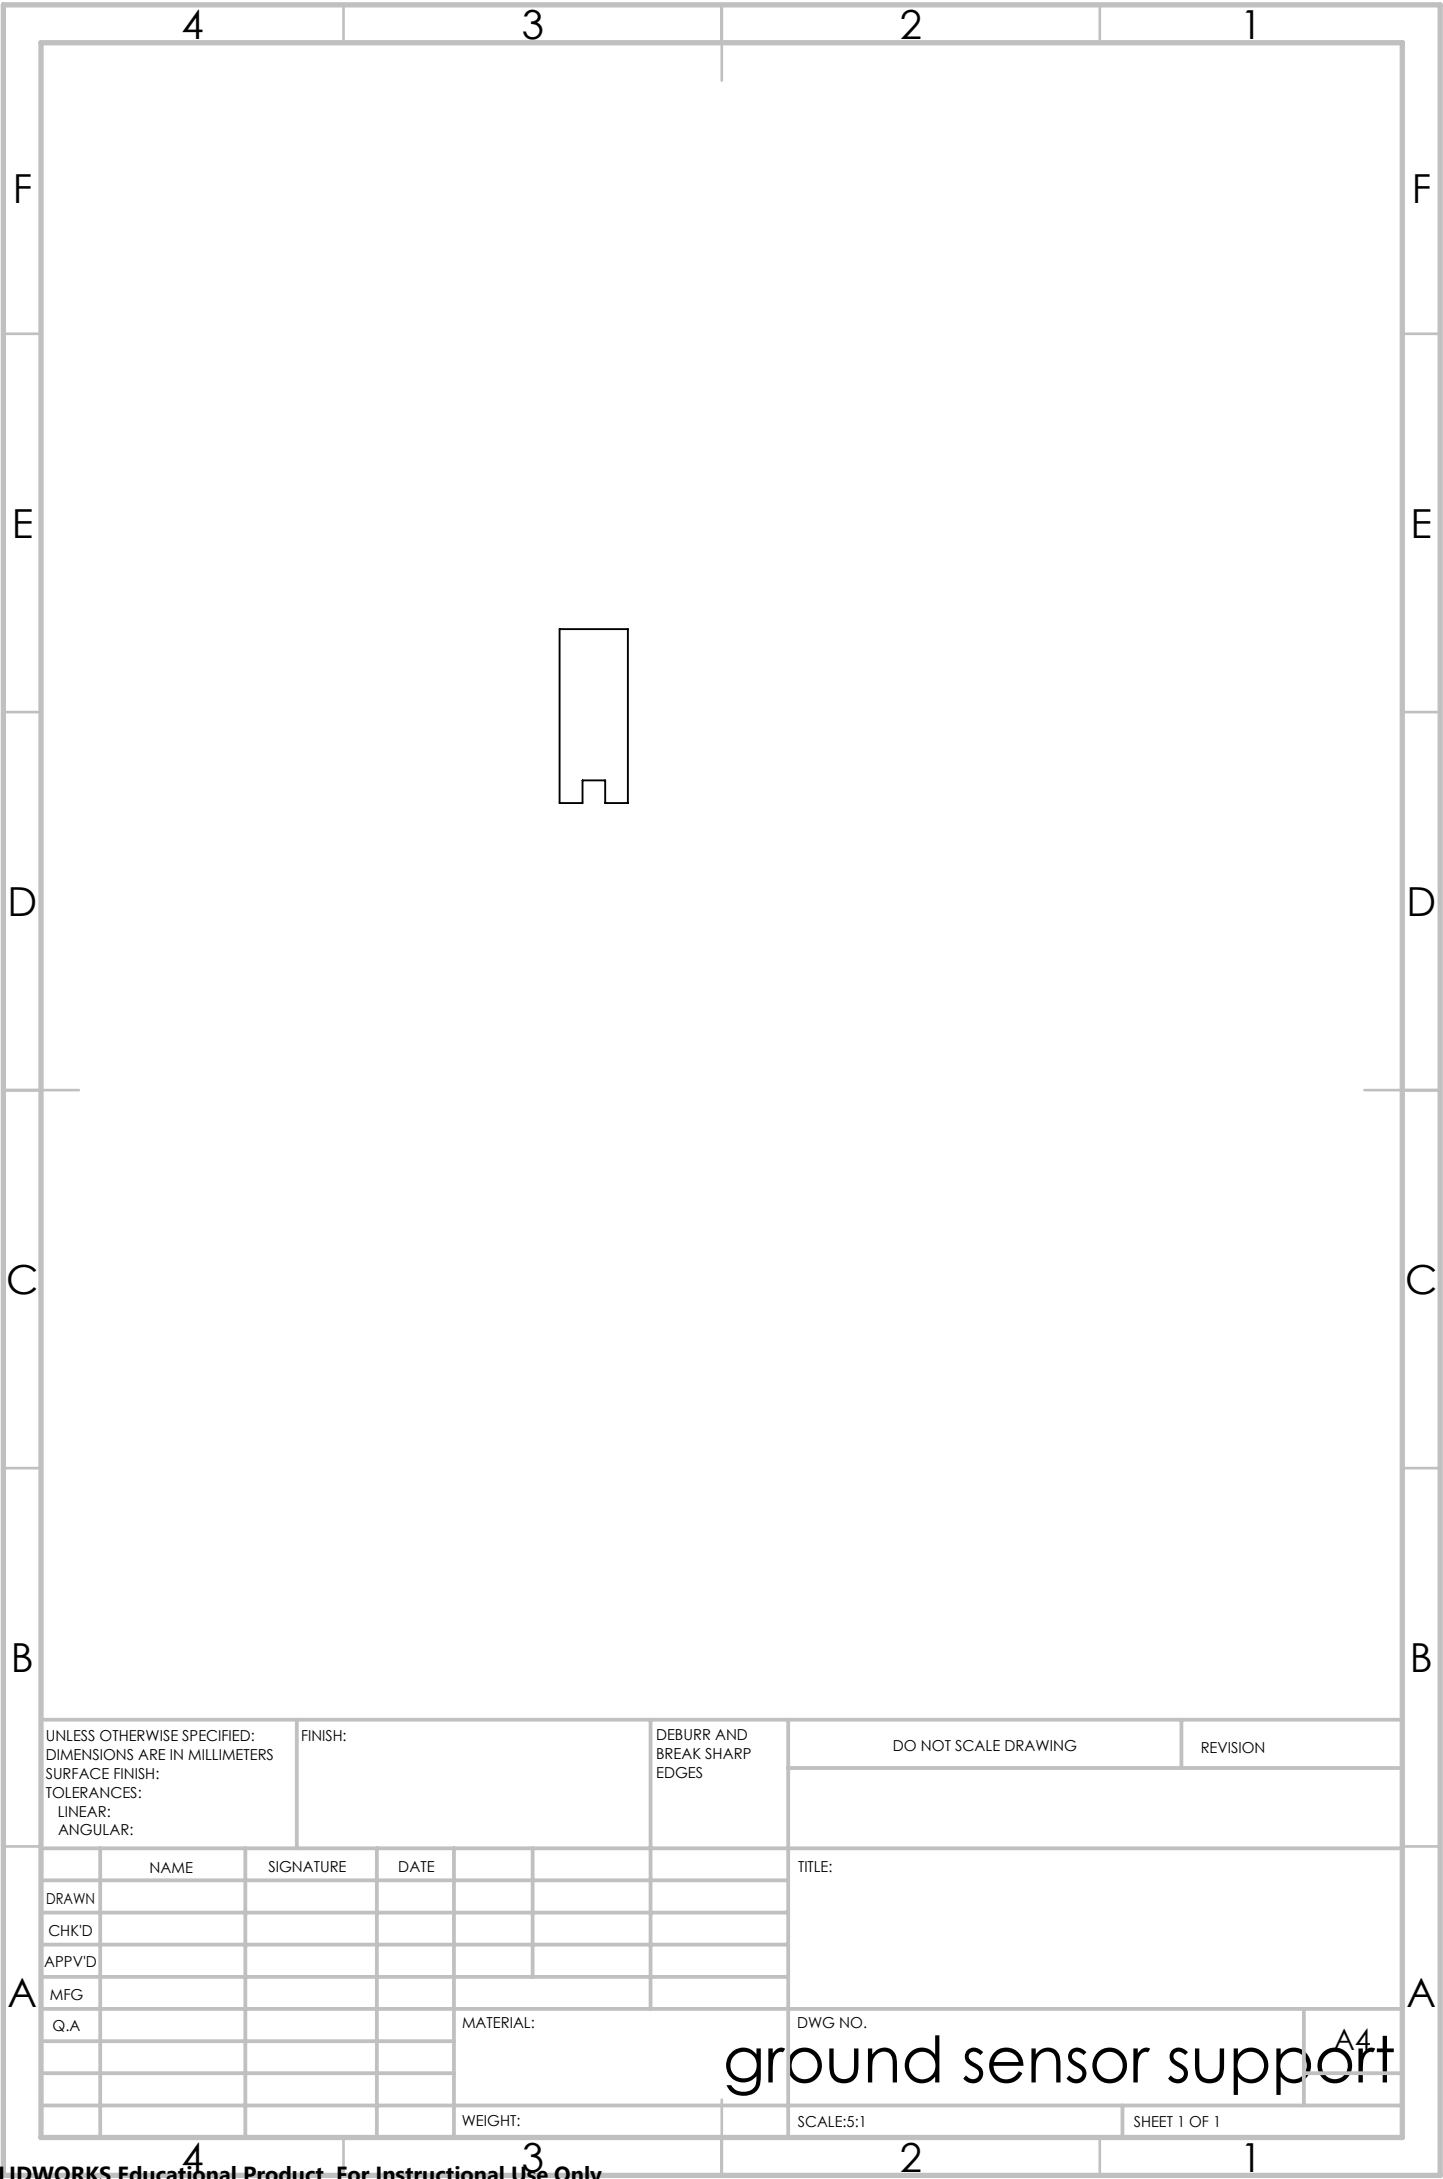 4 3 2 1
F F
E E
D D
C C
B B
UNLESS OTHERWISE SPECIFIED:
DIMENSIONS ARE IN MILLIMETERS
SURFACE FINISH:
TOLERANCES:
LINEAR:
ANGULAR:
FINISH:
DEBURR AND
BREAK SHARP
EDGES
DO NOT SCALE DRAWING
REVISION
NAME SIGNATURE DATE
TITLE:
DRAWN
CHK'D
APPV'D
A MFG A
Q.A
MATERIAL:
DWG NO.
A4
ground sensor support
WEIGHT:
SCALE:5:1
SHEET 1 OF 1
4 3 2 1
IDWORKS Educational Product. For Instructional Use Only.